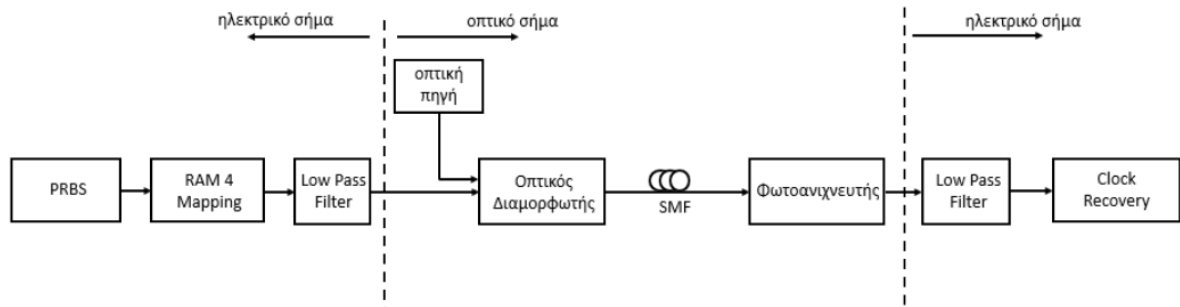 ηλεκτρικό σήμα
οπτικό σήμα
ηλεκτρικό σήμα
οπτική
πηγή
PRBS
RAM 4
Mapping
Low Pass
Filter
Οπτικός
Διαμορφωτής
SMF
Φωτοανιχνευτής
Low Pass
Filter
Clock
Recovery